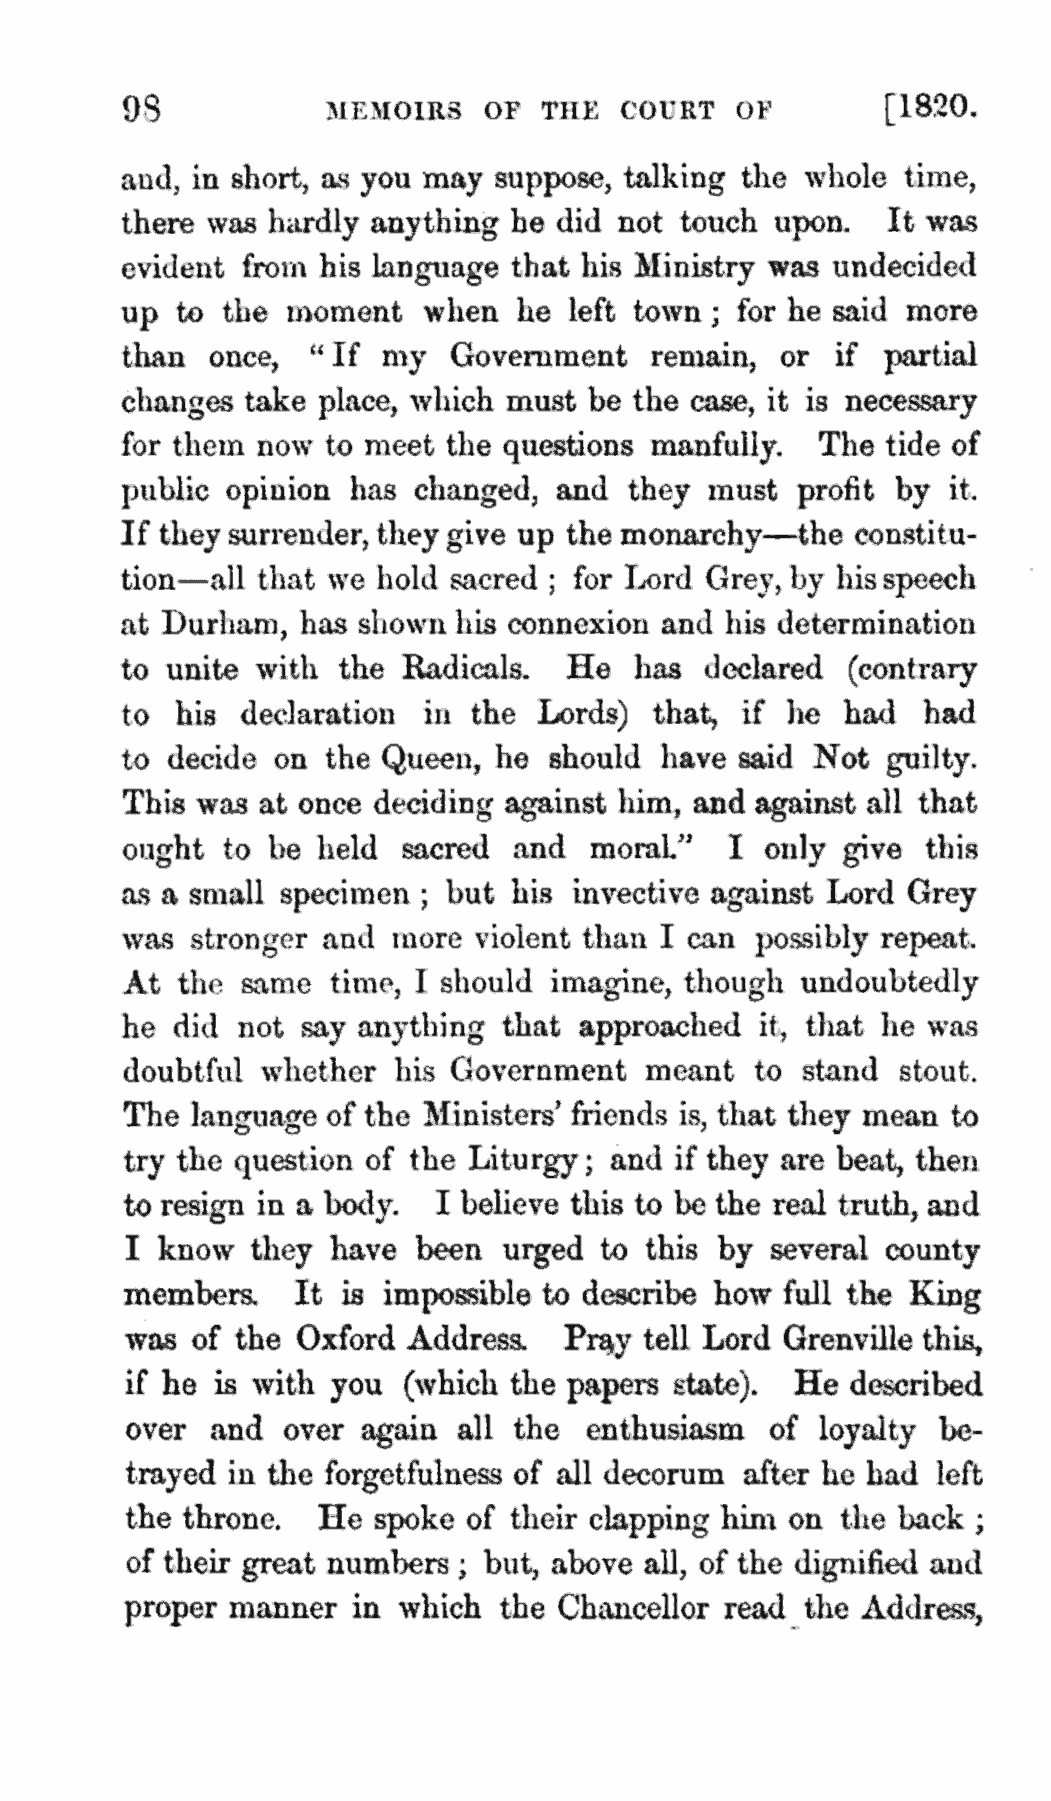 98 MEMOIRS OF THE COURT OF [1820.
and, in short, as you may suppose, talking the whole time,
there was hardly anything he did not touch upon. It was
evident from his language that his Ministry was undecided
up to the moment when he left town; for he said more
than once, "If my Government remain, or if partial
changes take place, which must be the case, it is necessary
for them now to meet the questions manfully. The tide of
public opinion has changed, and they must profit by it.
If they surrender, they give up the monarchy—the constitu-
tion—all that we hold sacred; for Lord Grey, by his speech
at Durham, has shown his connexion and his determination
to unite with the Radicals. He has declared (contrary
to his declaration in the Lords) that, if he had had
to decide on the Queen, he should have said Not guilty.
This was at once deciding against him, and against all that
ought to be held sacred and moral." I only give this
as a small specimen; but his invective against Lord Grey
was stronger and more violent than I can possibly repeat.
At the same time, I should imagine, though undoubtedly
he did not say anything that approached it, that he was
doubtful whether his Government meant to stand stout.
The language of the Ministers' friends is, that they mean to
try the question of the Liturgy; and if they are beat, then
to resign in a body. I believe this to be the real truth, and
I know they have been urged to this by several county
members. It is impossible to describe how full the King
was of the Oxford Address. Pray tell Lord Grenville this,
if he is with you (which the papers state). He described
over and over again all the enthusiasm of loyalty be-
trayed in the forgetfulness of all decorum after he had left
the throne. He spoke of their clapping him on the back;
of their great numbers; but, above all, of the dignified and
proper manner in which the Chancellor read the Address,